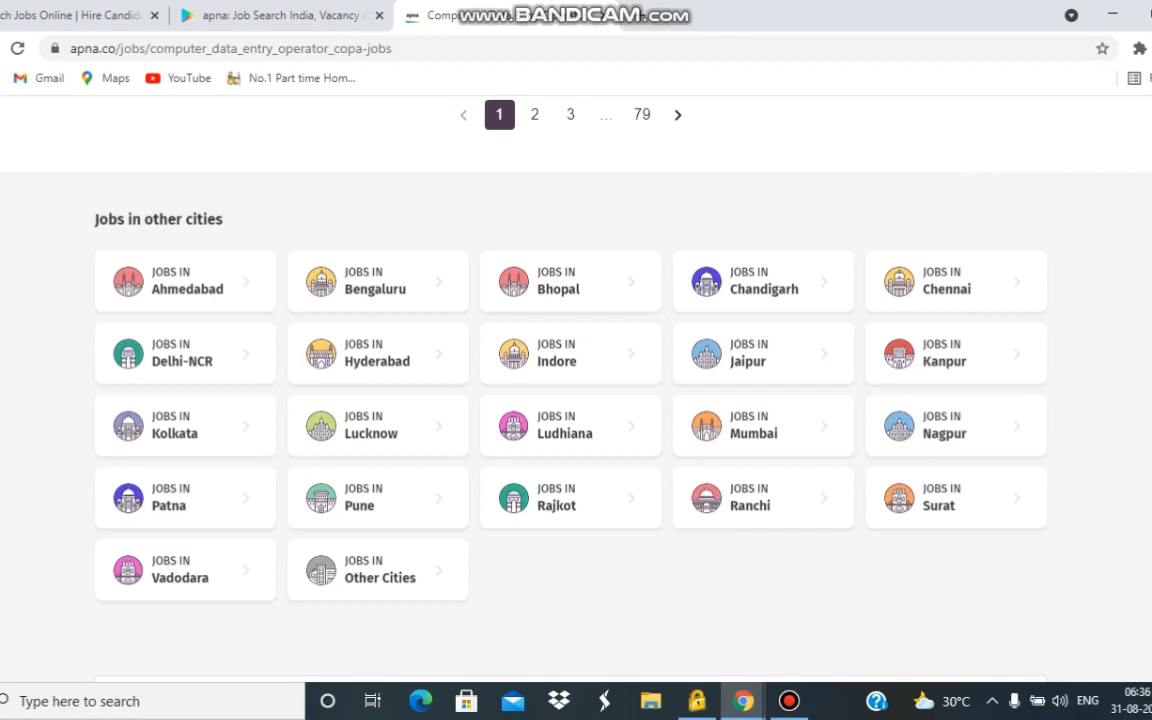 ch Jobs Online | Hire Candid
apna: Job Search India, Vacancy
Comp
www.BANDICAM.com
apna.co/jobs/computer_data_entry_operator_copa-jobs
Gmail
Maps
YouTube
No.1 Part time Hom...
1 2 3 ... 79
Jobs in other cities
JOBS IN
Ahmedabad
JOBS IN
Bengaluru
JOBS IN
Bhopal
JOBS IN
Chandigarh
JOBS IN
Chennai
JOBS IN
Delhi-NCR
JOBS IN
Hyderabad
JOBS IN
Indore
JOBS IN
Jaipur
JOBS IN
Kanpur
JOBS IN
Kolkata
JOBS IN
Lucknow
JOBS IN
Ludhiana
JOBS IN
Mumbai
JOBS IN
Nagpur
JOBS IN
Patna
JOBS IN
Pune
JOBS IN
Rajkot
JOBS IN
Ranchi
JOBS IN
Surat
JOBS IN
Vadodara
JOBS IN
Other Cities
Type here to search
30°C
ENG
06:36
31-08-20